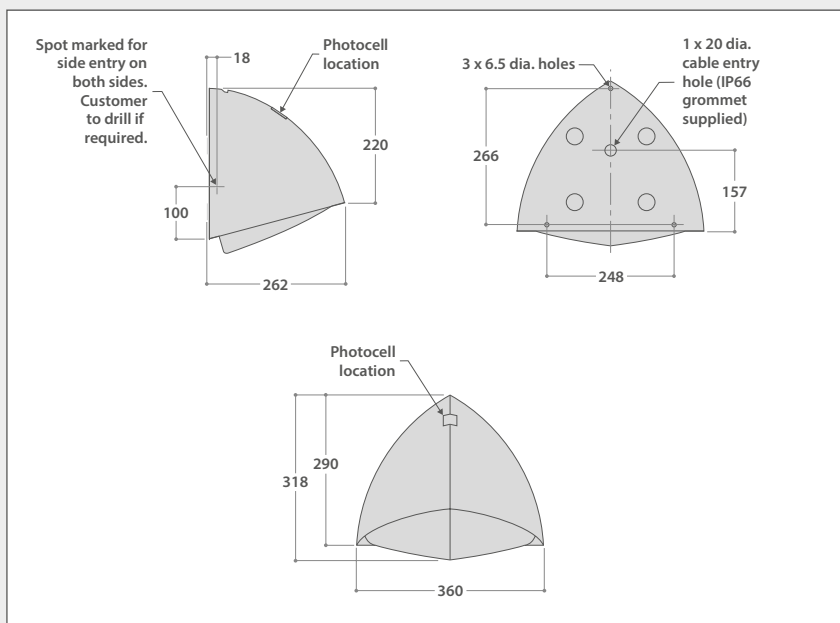 Spot marked for
side entry on
both sides.
Customer
to drill if
required.
18
Photocell
location
220
100
262
3 x 6.5 dia. holes
1 x 20 dia.
cable entry
hole (IP66
grommet
supplied)
266
157
248
Photocell
location
290
318
360